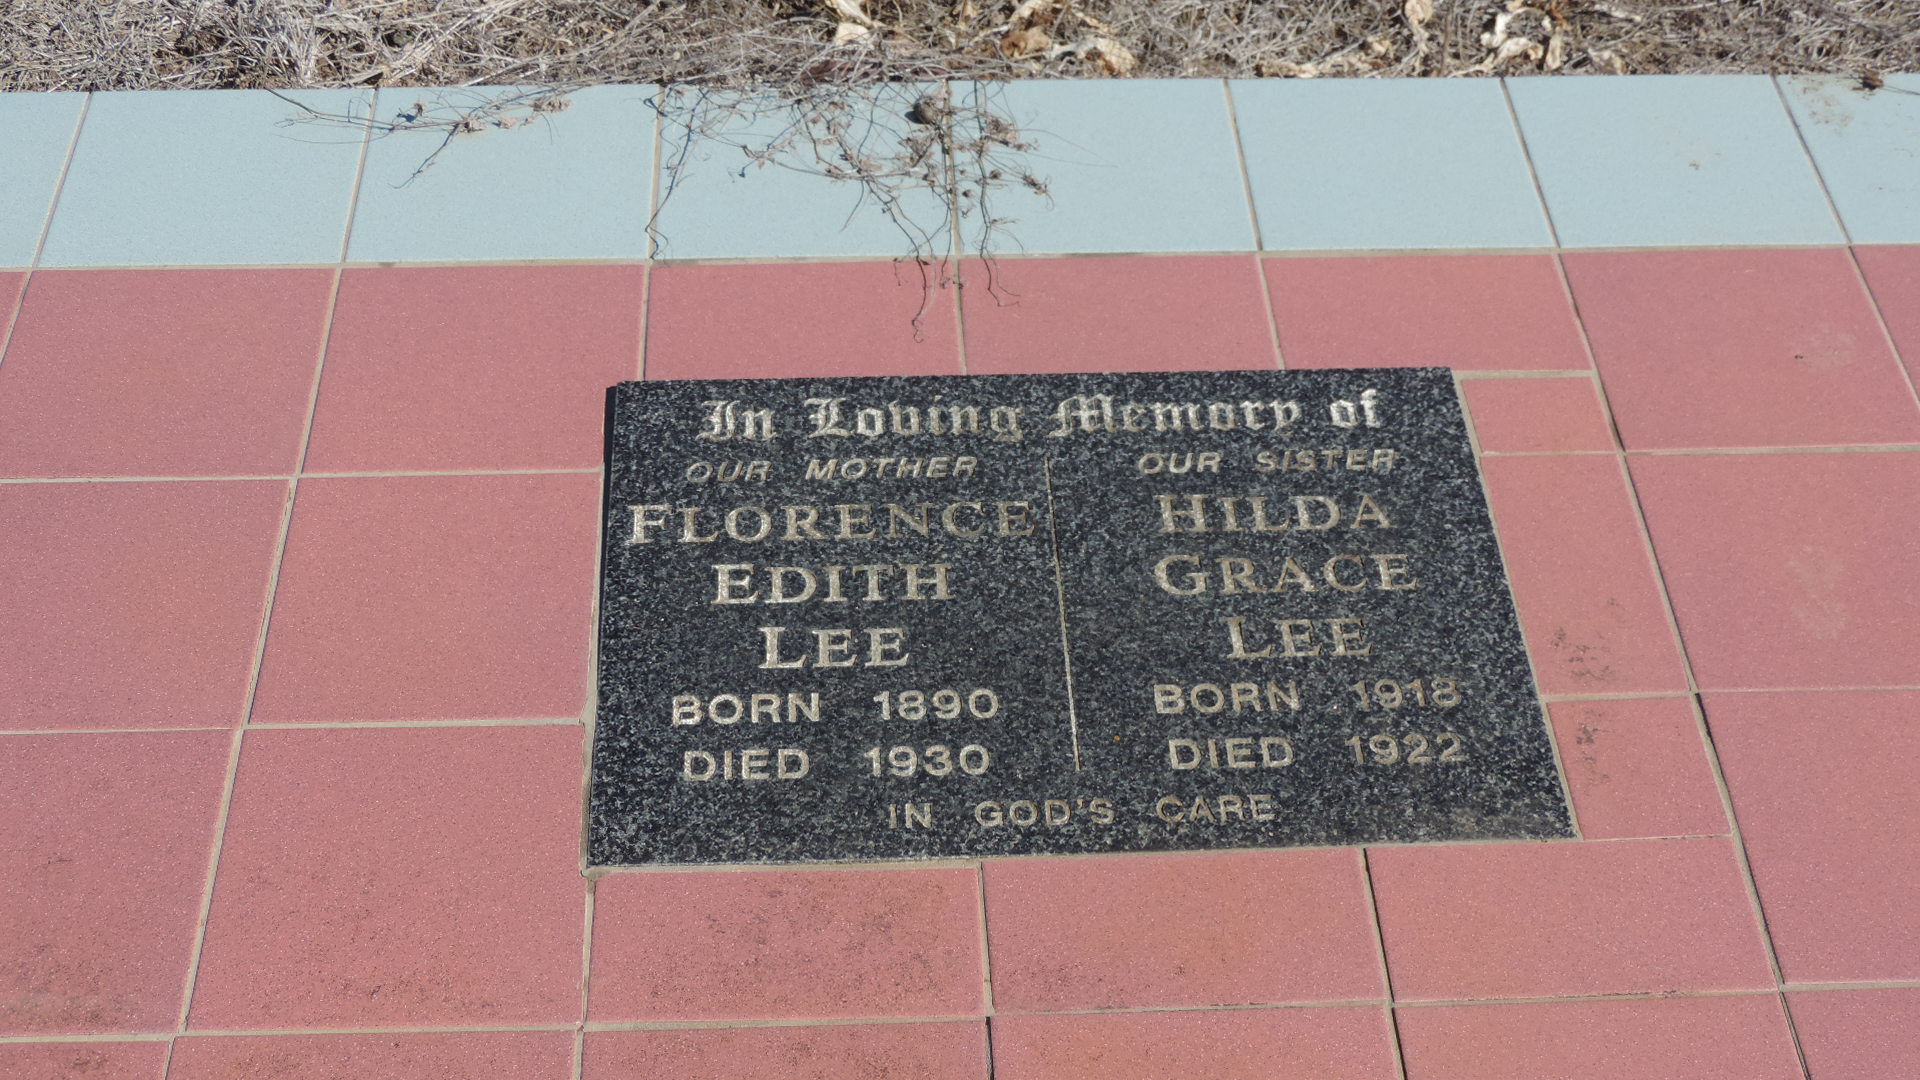 In Loving Memory of
OUR MOTHER
FLORENCE
EDITH
LEE
BORN 1890
DIED 1930
OUR SISTER
HILDA
GRACE
LEE
BORN 1918
DIED 1922
IN GOD'S CARE